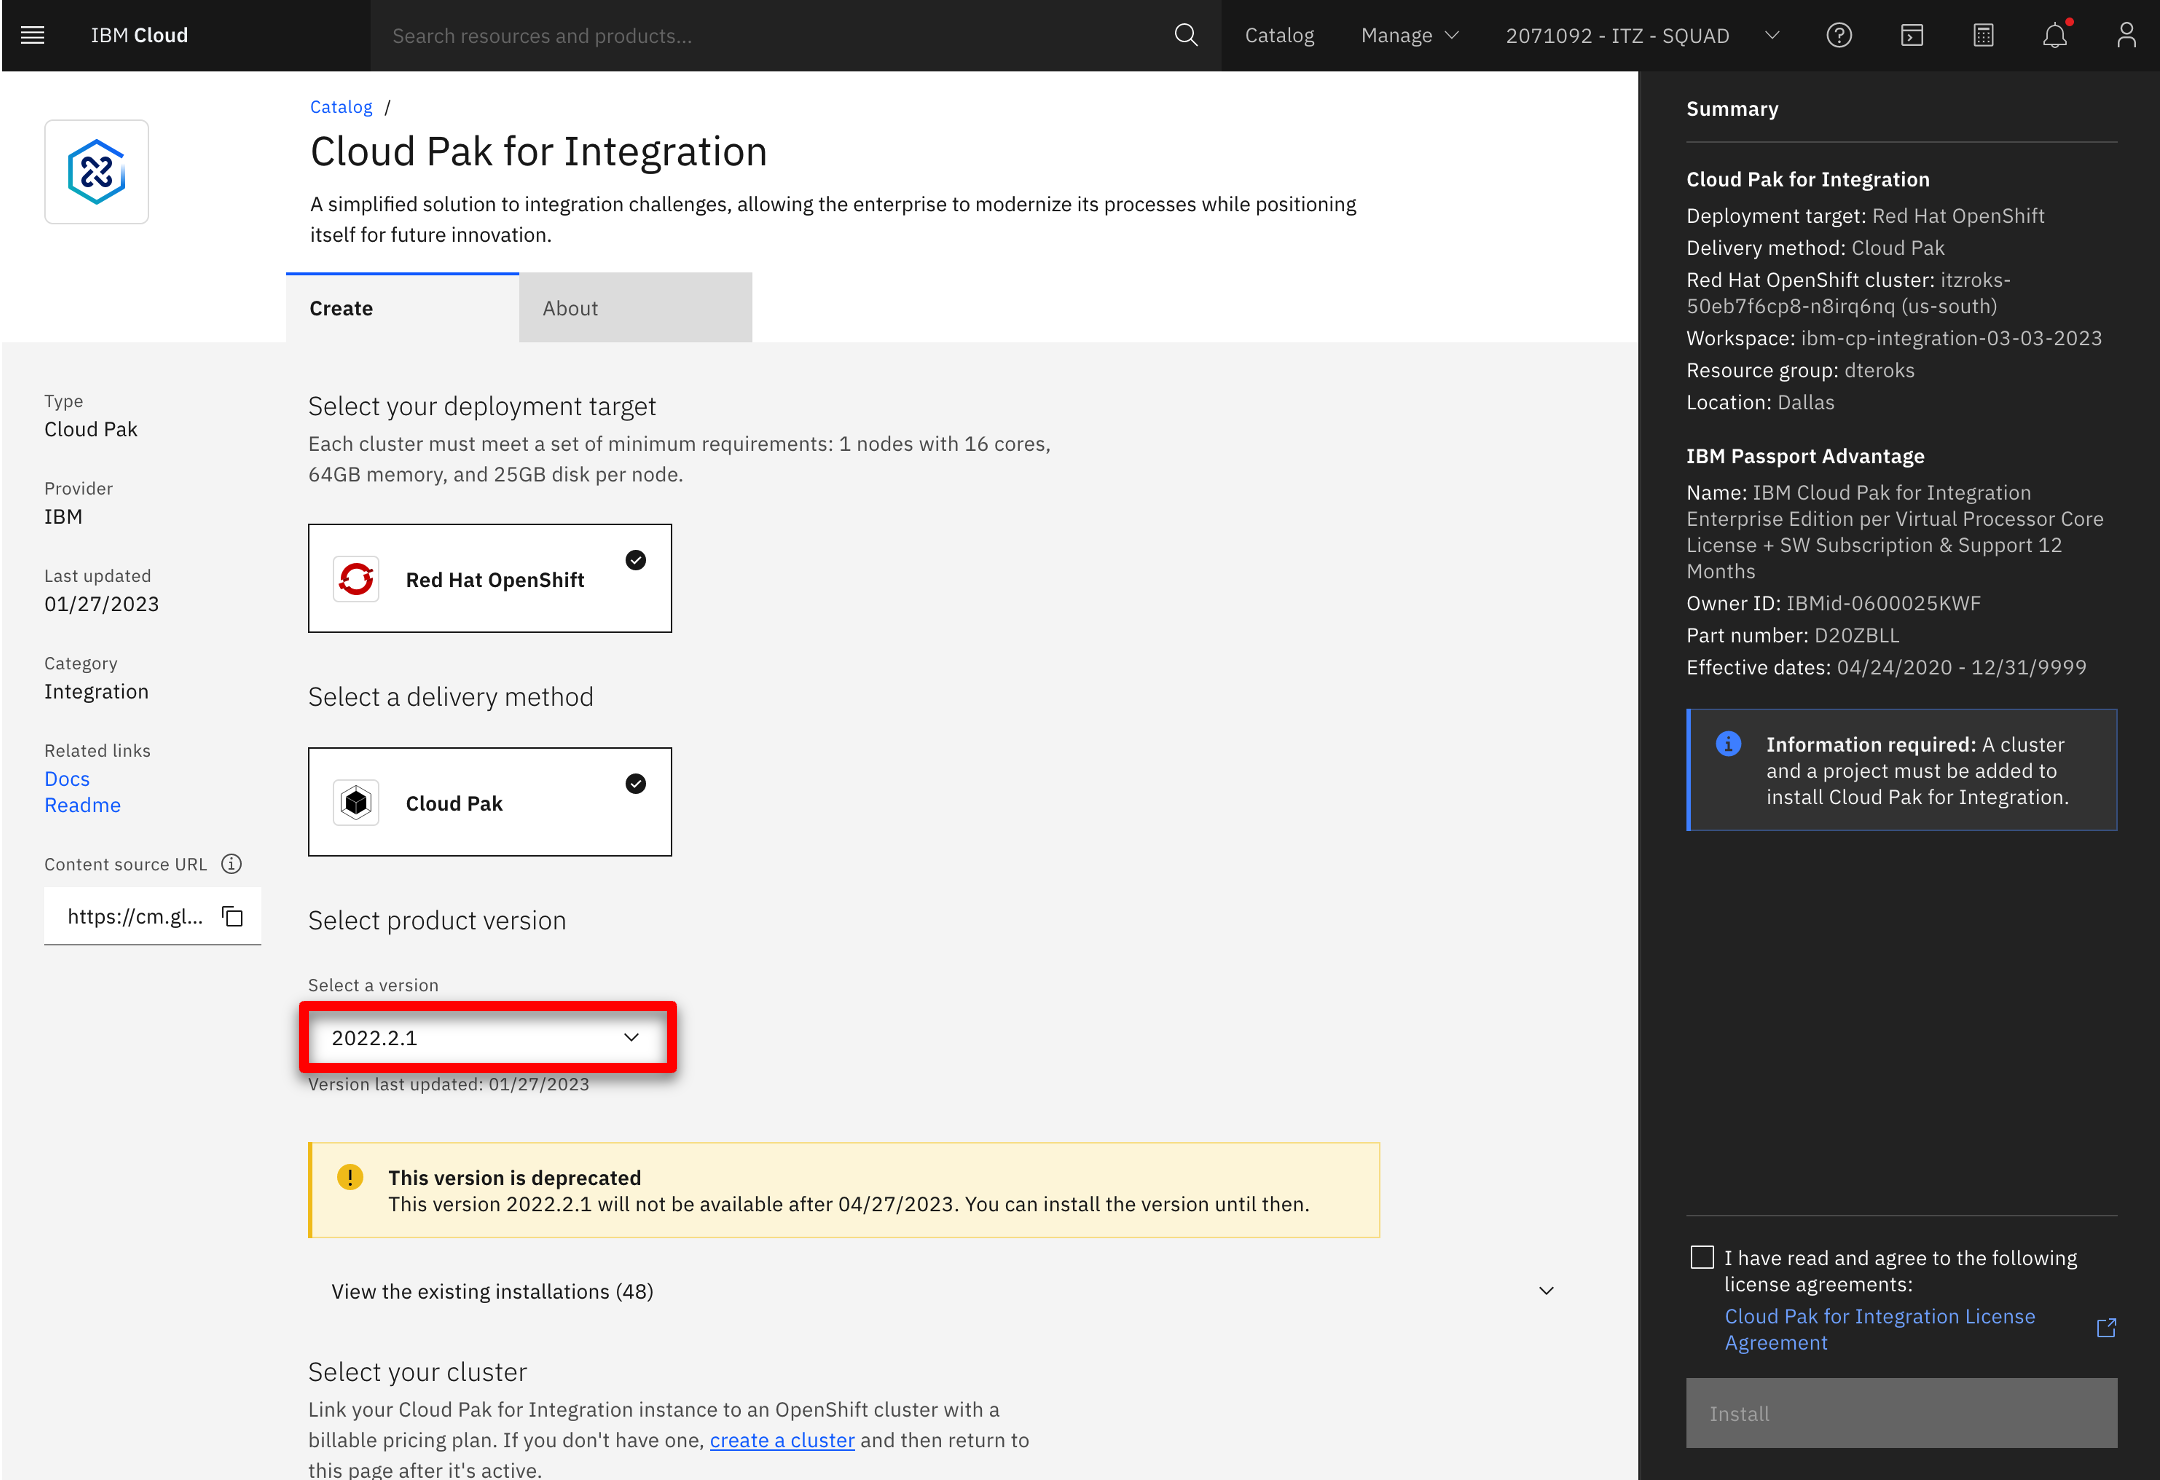 IBM Cloud
Search resources and products...
Catalog
Manage
2071092 - ITZ - SQUAD
Catalog /
Cloud Pak for Integration
A simplified solution to integration challenges, allowing the enterprise to modernize its processes while positioning
itself for future innovation.
Create
About
Type
Cloud Pak
Provider
IBM
Last updated
01/27/2023
Category
Integration
Related links
Docs
Readme
Content source URL
https://cm.gl...
Select your deployment target
Each cluster must meet a set of minimum requirements: 1 nodes with 16 cores,
64GB memory, and 25GB disk per node.
Red Hat OpenShift
Select a delivery method
Cloud Pak
Select product version
Select a version
2022.2.1
Version last updated: 01/27/2023
This version is deprecated
This version 2022.2.1 will not be available after 04/27/2023. You can install the version until then.
View the existing installations (48)
Select your cluster
Link your Cloud Pak for Integration instance to an OpenShift cluster with a
billable pricing plan. If you don't have one, create a cluster and then return to
this page after it's active.
Summary
Cloud Pak for Integration
Deployment target: Red Hat OpenShift
Delivery method: Cloud Pak
Red Hat OpenShift cluster: itzroks-
50eb7f6cp8-n8irq6nq (us-south)
Workspace: ibm-cp-integration-03-03-2023
Resource group: dteroks
Location: Dallas
IBM Passport Advantage
Name: IBM Cloud Pak for Integration
Enterprise Edition per Virtual Processor Core
License + SW Subscription & Support 12
Months
Owner ID: IBMid-0600025KWF
Part number: D20ZBLL
Effective dates: 04/24/2020 - 12/31/9999
Information required: A cluster
and a project must be added to
install Cloud Pak for Integration.
I have read and agree to the following
license agreements:
Cloud Pak for Integration License
Agreement
Install